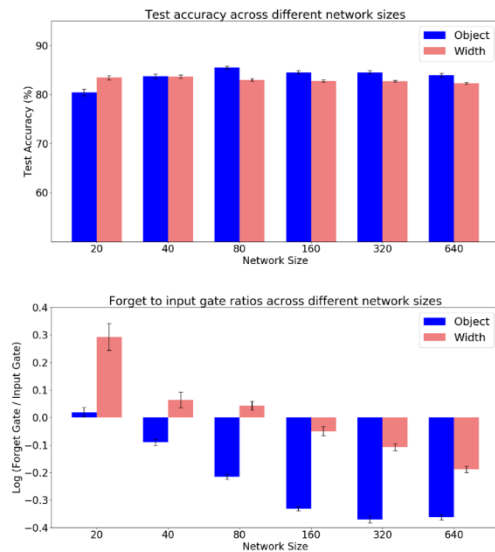 Test accuracy across different network sizes
Object
Width
90
80
70
60
Test Accuracy (%)
20 40 80 160 320 640
Network Size
Forget to input gate ratios across different network sizes
Object
Width
0.4
0.3
0.2
0.1
0.0
−0.1
−0.2
−0.3
−0.4
Log (Forget Gate / Input Gate)
20 40 80 160 320 640
Network Size